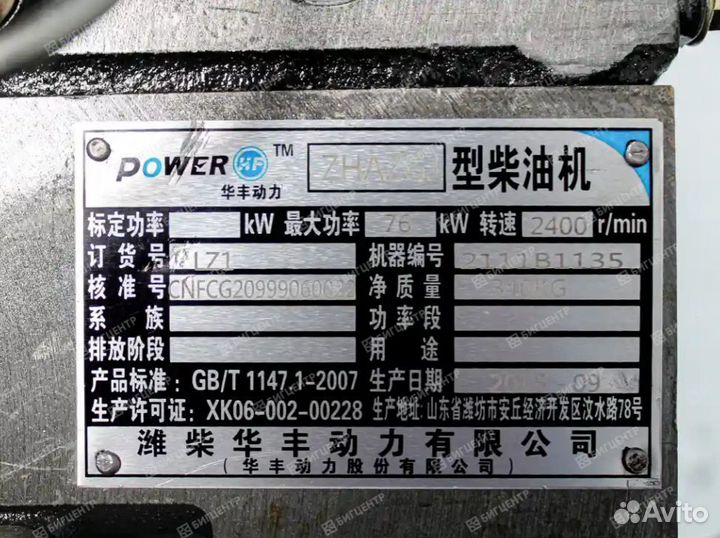 POWER HF TM 型柴油机
华丰动力
标定功率 kW 最大功率 76 kW 转速 2400 r/min
订货号 机器编号 2111B1135
核准号 净质量
系族 功率段
排放阶段 用途
产品标准: GB/T 1147.1-2007 生产日期
生产许可证: XK06-002-00228 生产地址: 山东省潍坊市安丘经济开发区汶水路78号
潍柴华丰动力有限公司
(华丰动力股份有限公司)
Avito
БИГЦЕНТР